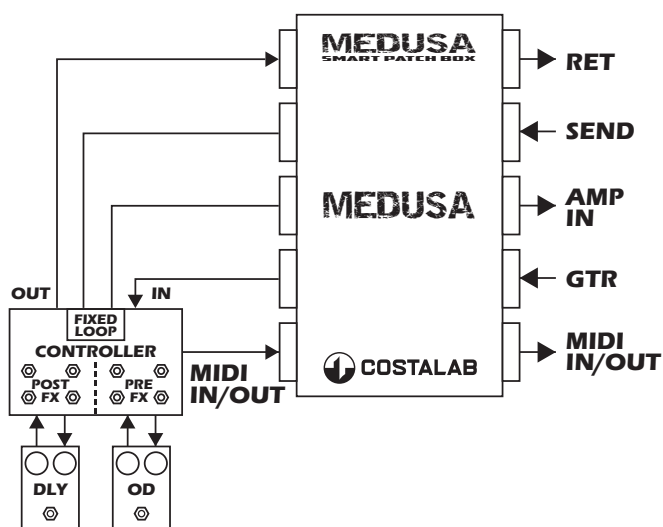 MEDUSA
SMART PATCH BOX
RET
SEND
MEDUSA
AMP
IN
GTR
OUT
IN
FIXED
LOOP
CONTROLLER
POST
FX
PRE
FX
MIDI
IN/OUT
COSTALAB
MIDI
IN/OUT
DLY
OD